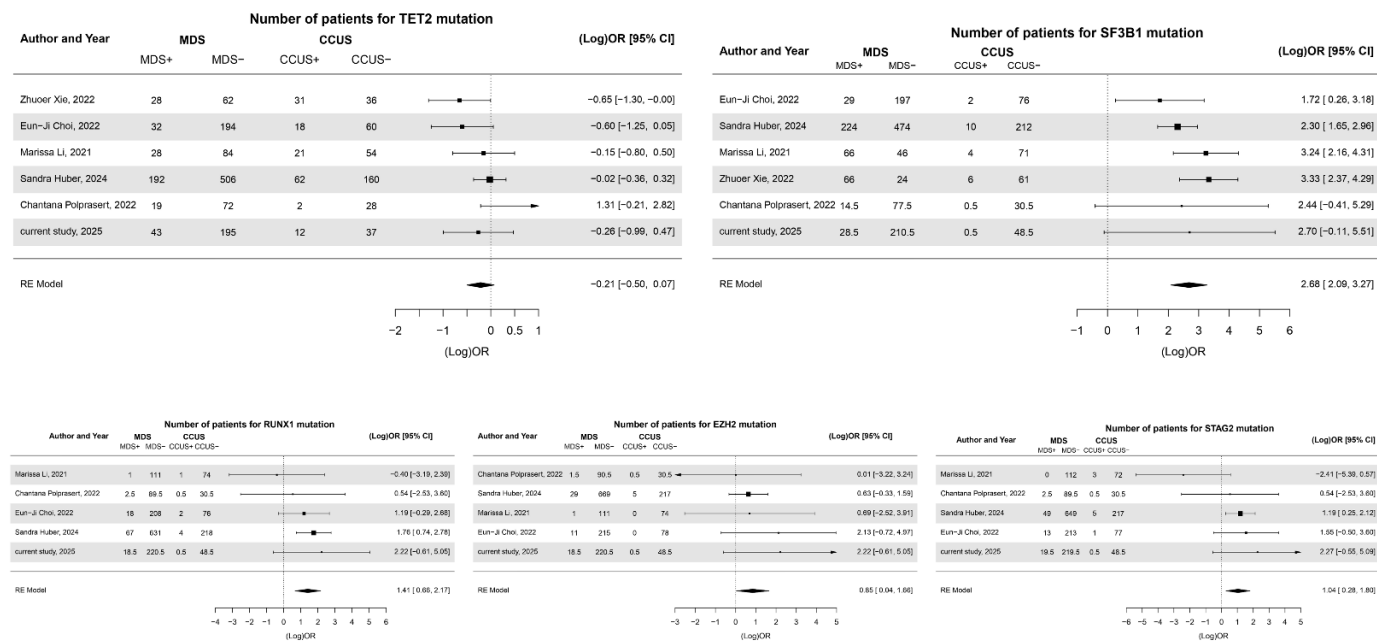 Number of patients for TET2 mutation
Author and Year MDS CCUS (Log)OR [95% CI]
MDS+ MDS− CCUS+ CCUS−
Zhuoer Xie, 2022 28 62 31 36 −0.65 [−1.30, −0.00]
Eun−Ji Choi, 2022 32 194 18 60 −0.60 [−1.25, 0.05]
Marissa Li, 2021 28 84 21 54 −0.15 [−0.80, 0.50]
Sandra Huber, 2024 192 506 62 160 −0.02 [−0.36, 0.32]
Chantana Polprasert, 2022 19 72 2 28 1.31 [−0.21, 2.82]
current study, 2025 43 195 12 37 −0.26 [−0.99, 0.47]
RE Model −0.21 [−0.50, 0.07]
−2 −1 0 0.5 1
(Log)OR
Number of patients for SF3B1 mutation
Author and Year MDS CCUS (Log)OR [95% CI]
MDS+ MDS− CCUS+ CCUS−
Eun−Ji Choi, 2022 29 197 2 76 1.72 [ 0.26, 3.18]
Sandra Huber, 2024 224 474 10 212 2.30 [ 1.65, 2.96]
Marissa Li, 2021 66 46 4 71 3.24 [ 2.16, 4.31]
Zhuoer Xie, 2022 66 24 6 61 3.33 [ 2.37, 4.29]
Chantana Polprasert, 2022 14.5 77.5 0.5 30.5 2.44 [−0.41, 5.29]
current study, 2025 28.5 210.5 0.5 48.5 2.70 [−0.11, 5.51]
RE Model 2.68 [ 2.09, 3.27]
−1 0 1 2 3 4 5 6
(Log)OR
Number of patients for RUNX1 mutation
Author and Year MDS CCUS (Log)OR [95% CI]
MDS+ MDS− CCUS+ CCUS−
Marissa Li, 2021 1 111 1 74 −0.40 [−3.19, 2.39]
Chantana Polprasert, 2022 2.5 89.5 0.5 30.5 0.54 [−2.53, 3.60]
Eun−Ji Choi, 2022 18 208 2 76 1.19 [−0.29, 2.68]
Sandra Huber, 2024 67 631 4 218 1.76 [ 0.74, 2.78]
current study, 2025 18.5 220.5 0.5 48.5 2.22 [−0.61, 5.05]
RE Model 1.41 [ 0.66, 2.17]
−4 −3 −2 −1 0 1 2 3 4 5 6
(Log)OR
Number of patients for EZH2 mutation
Author and Year MDS CCUS (Log)OR [95% CI]
MDS+ MDS− CCUS+ CCUS−
Chantana Polprasert, 2022 1.5 90.5 0.5 30.5 0.01 [−3.22, 3.24]
Sandra Huber, 2024 29 669 5 217 0.63 [−0.33, 1.59]
Marissa Li, 2021 1 111 0 74 0.69 [−2.52, 3.91]
Eun−Ji Choi, 2022 11 215 0 78 2.13 [−0.72, 4.97]
current study, 2025 18.5 220.5 0.5 48.5 2.22 [−0.61, 5.05]
RE Model 0.85 [ 0.04, 1.66]
−3 −2 −1 0 1 2 3 4 5
(Log)OR
Number of patients for STAG2 mutation
Author and Year MDS CCUS (Log)OR [95% CI]
MDS+ MDS− CCUS+ CCUS−
Marissa Li, 2021 0 112 3 72 −2.41 [−5.39, 0.57]
Chantana Polprasert, 2022 2.5 89.5 0.5 30.5 0.54 [−2.53, 3.60]
Sandra Huber, 2024 49 649 5 217 1.19 [ 0.25, 2.12]
Eun−Ji Choi, 2022 13 213 1 77 1.55 [−0.50, 3.60]
current study, 2025 19.5 219.5 0.5 48.5 2.27 [−0.55, 5.09]
RE Model 1.04 [ 0.28, 1.80]
−6 −5 −4 −3 −2 −1 0 1 2 3 4 5
(Log)OR